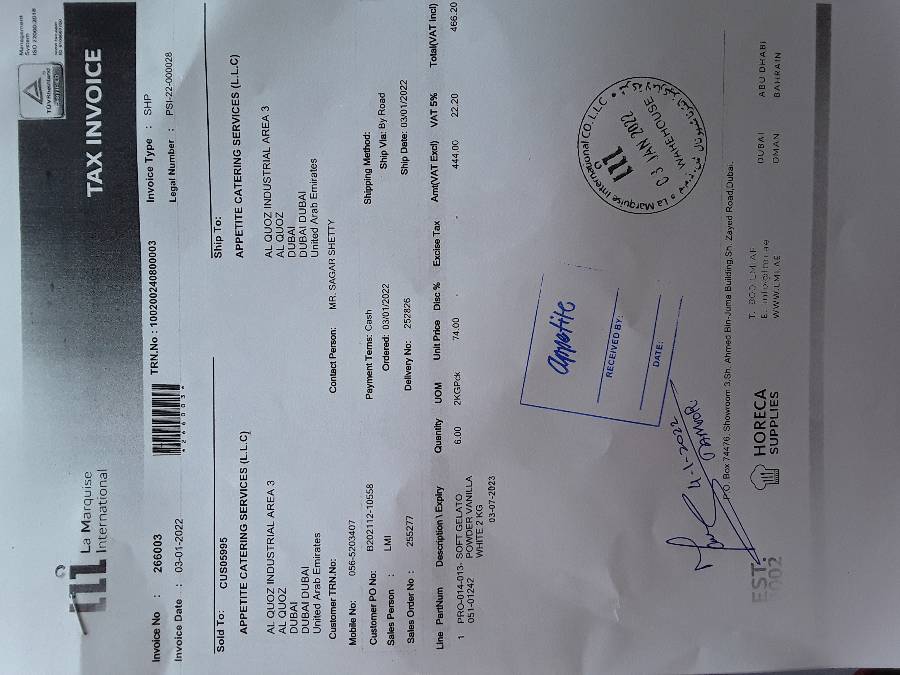 La Marquise
International
TAX INVOICE
TÜVRheinland
CERTIFIED
Management
System
ISO 22000:2018
Invoice No : 266003
TRN.No : 100200240800003
Invoice Type : SHP
Invoice Date : 03-01-2022
Legal Number : PSI-22-000028
Sold To: CUS05995
Ship To:
APPETITE CATERING SERVICES (L.L.C)
APPETITE CATERING SERVICES (L.L.C)
AL QUOZ INDUSTRIAL AREA 3
AL QUOZ
DUBAI
DUBAI DUBAI
United Arab Emirates
AL QUOZ INDUSTRIAL AREA 3
AL QUOZ
DUBAI
DUBAI DUBAI
United Arab Emirates
Customer TRN.No:
Contact Person: MR. SAGAR SHETTY
Mobile No: 056-5203407
Customer PO No: B202112-10558
Payment Terms: Cash
Shipping Method:
Sales Person : LMI
Ordered: 03/01/2022
Ship Via: By Road
Sales Order No : 255277
Delivery No: 252826
Ship Date: 03/01/2022
Line PartNum Description \ Expiry Quantity UOM Unit Price Disc % Excise Tax Amt(VAT Excl) VAT 5% Total(VAT Incl)
1 PRO-014-013- SOFT GELATO 6.00 2KGPck 74.00 . . 444.00 22.20 466.20
051-01242 POWDER VANILLA
WHITE 2 KG
03-07-2023
appetite
RECEIVED BY:
DATE:
La Marquise International CO. L.L.C
03 JAN 2022
WAREHOUSE
4-1-2022
P.O. Box 74476, Showroom 3,Sh. Ahmed Bin-Juma Building,Sh. Zayed Road,Dubai.
EST.
2002
HORECA
SUPPLIES
T. 800 LMI AE
E. info@lmi.ae
WWW.LMI.AE
DUBAI
OMAN
ABU DHABI
BAHRAIN